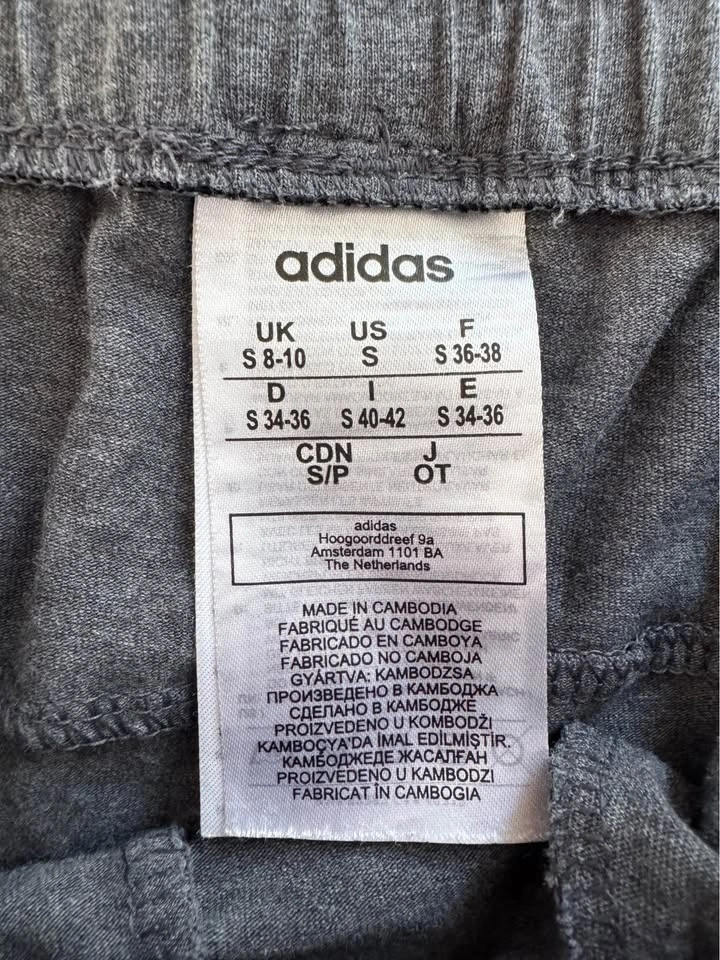 adidas
UK US F
S 8-10 S S 36-38
D I E
S 34-36 S 40-42 S 34-36
CDN J
S/P OT
adidas
Hoogoorddreef 9a
Amsterdam 1101 BA
The Netherlands
MADE IN CAMBODIA
FABRIQUÉ AU CAMBODGE
FABRICADO EN CAMBOYA
FABRICADO NO CAMBOJA
GYÁRTVA: KAMBODZSA
ПРОИЗВЕДЕНО В КАМБОДЖА
СДЕЛАНО В КАМБОДЖЕ
PROIZVEDENO U KOMBODŽI
KAMBOÇYA'DA İMAL EDİLMİŞTİR.
КАМБОДЖЕДЕ ЖАСАЛҒАН
PROIZVEDENO U KAMBODZI
FABRICAT ÎN CAMBOGIA